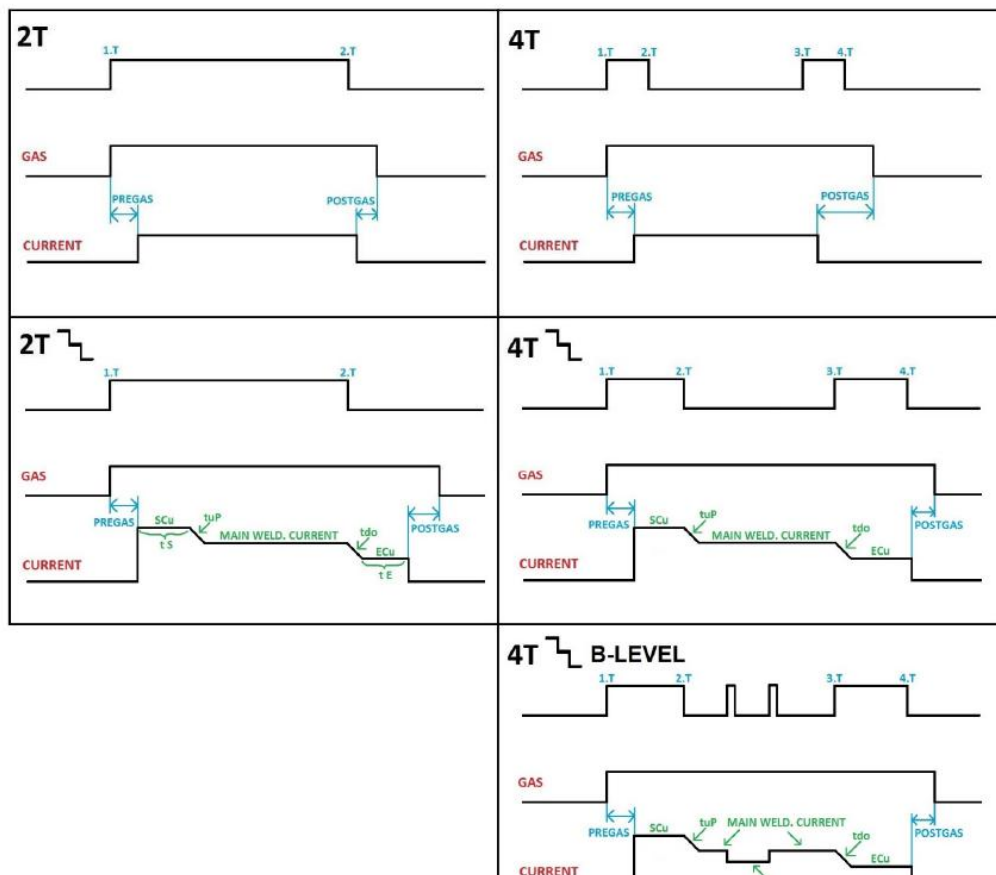 2T
1.T 2.T
GAS
PREGAS POSTGAS
CURRENT
4T
1.T 2.T 3.T 4.T
GAS
PREGAS POSTGAS
CURRENT
2T
1.T 2.T
GAS
PREGAS POSTGAS
SCu tuP MAIN WELD. CURRENT tdo ECu
t S t E
CURRENT
4T
1.T 2.T 3.T 4.T
GAS
PREGAS POSTGAS
SCu tuP MAIN WELD. CURRENT tdo ECu
CURRENT
4T B-LEVEL
1.T 2.T 3.T 4.T
GAS
PREGAS POSTGAS
SCu tuP MAIN WELD. CURRENT tdo ECu
CURRENT